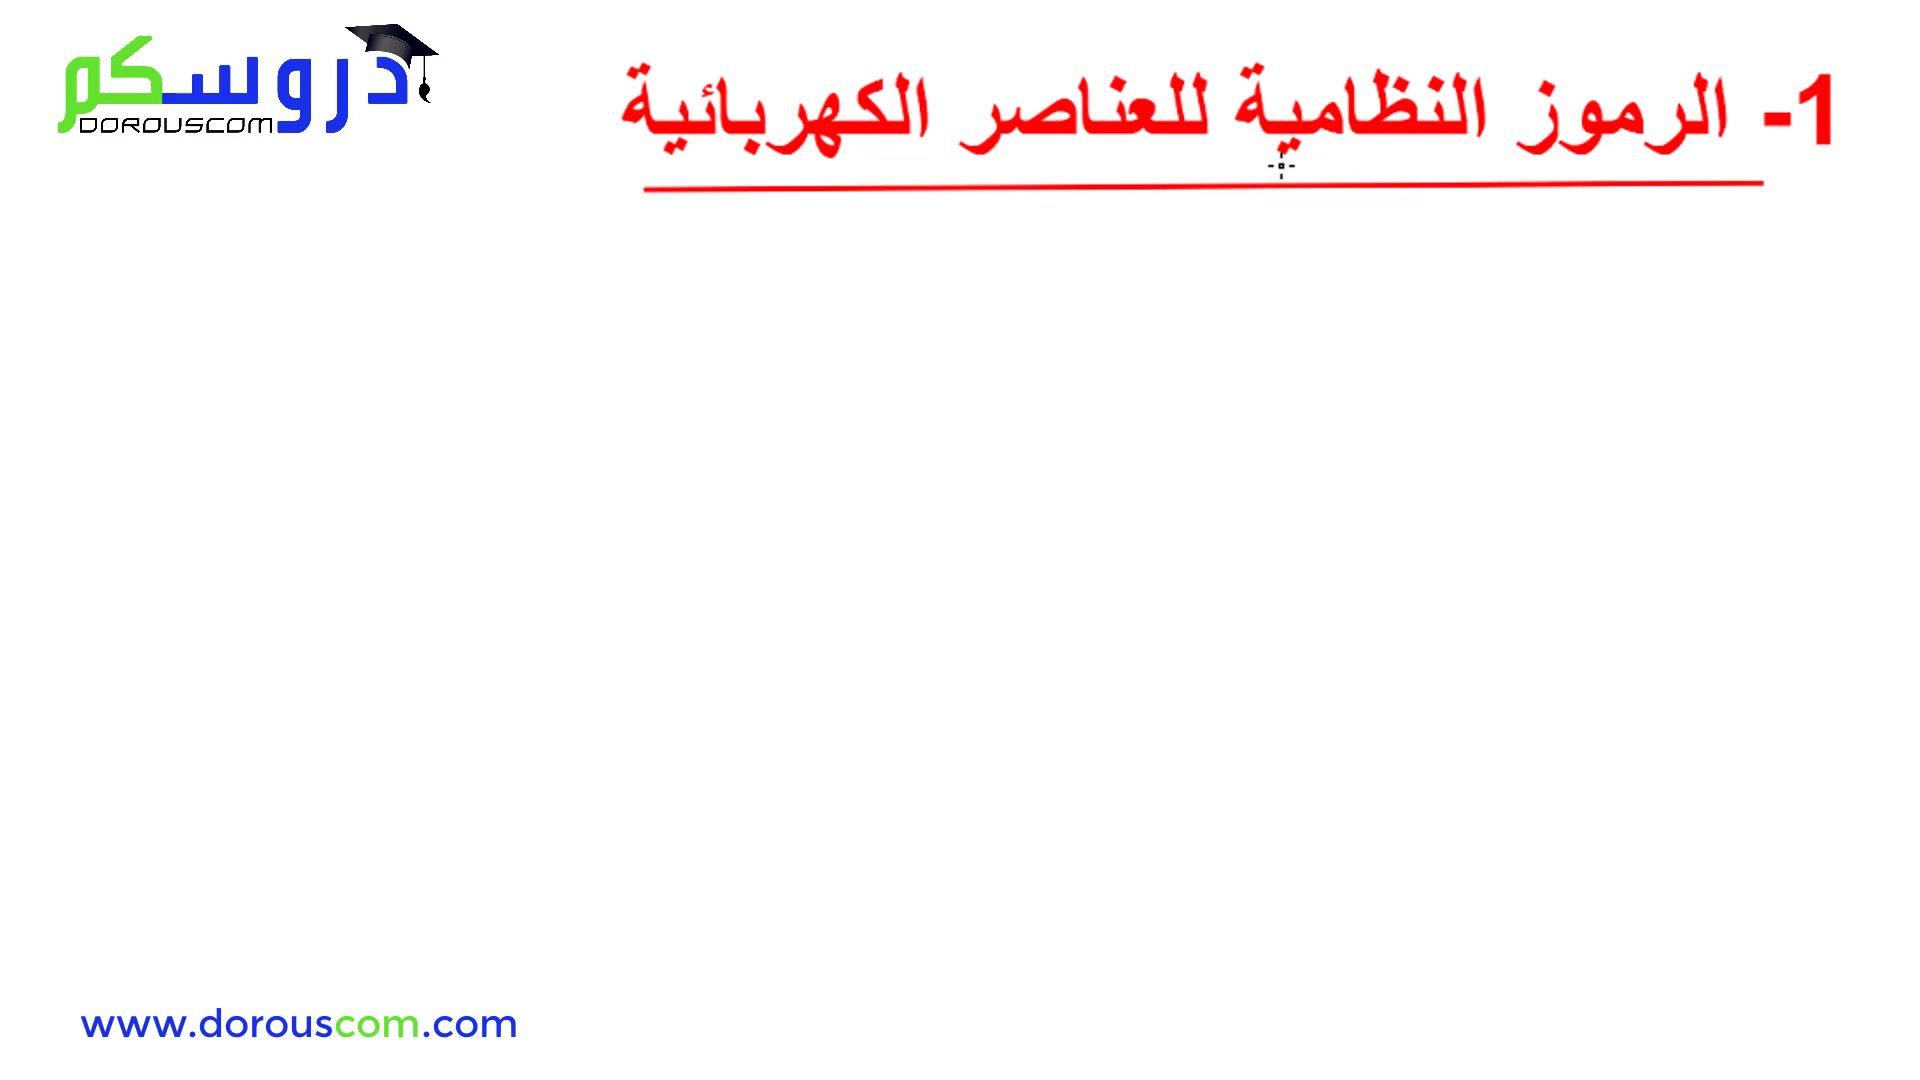 دروسكم
DOROUSCOM
1- الرموز النظامية للعناصر الكهربائية
www.dorouscom.com